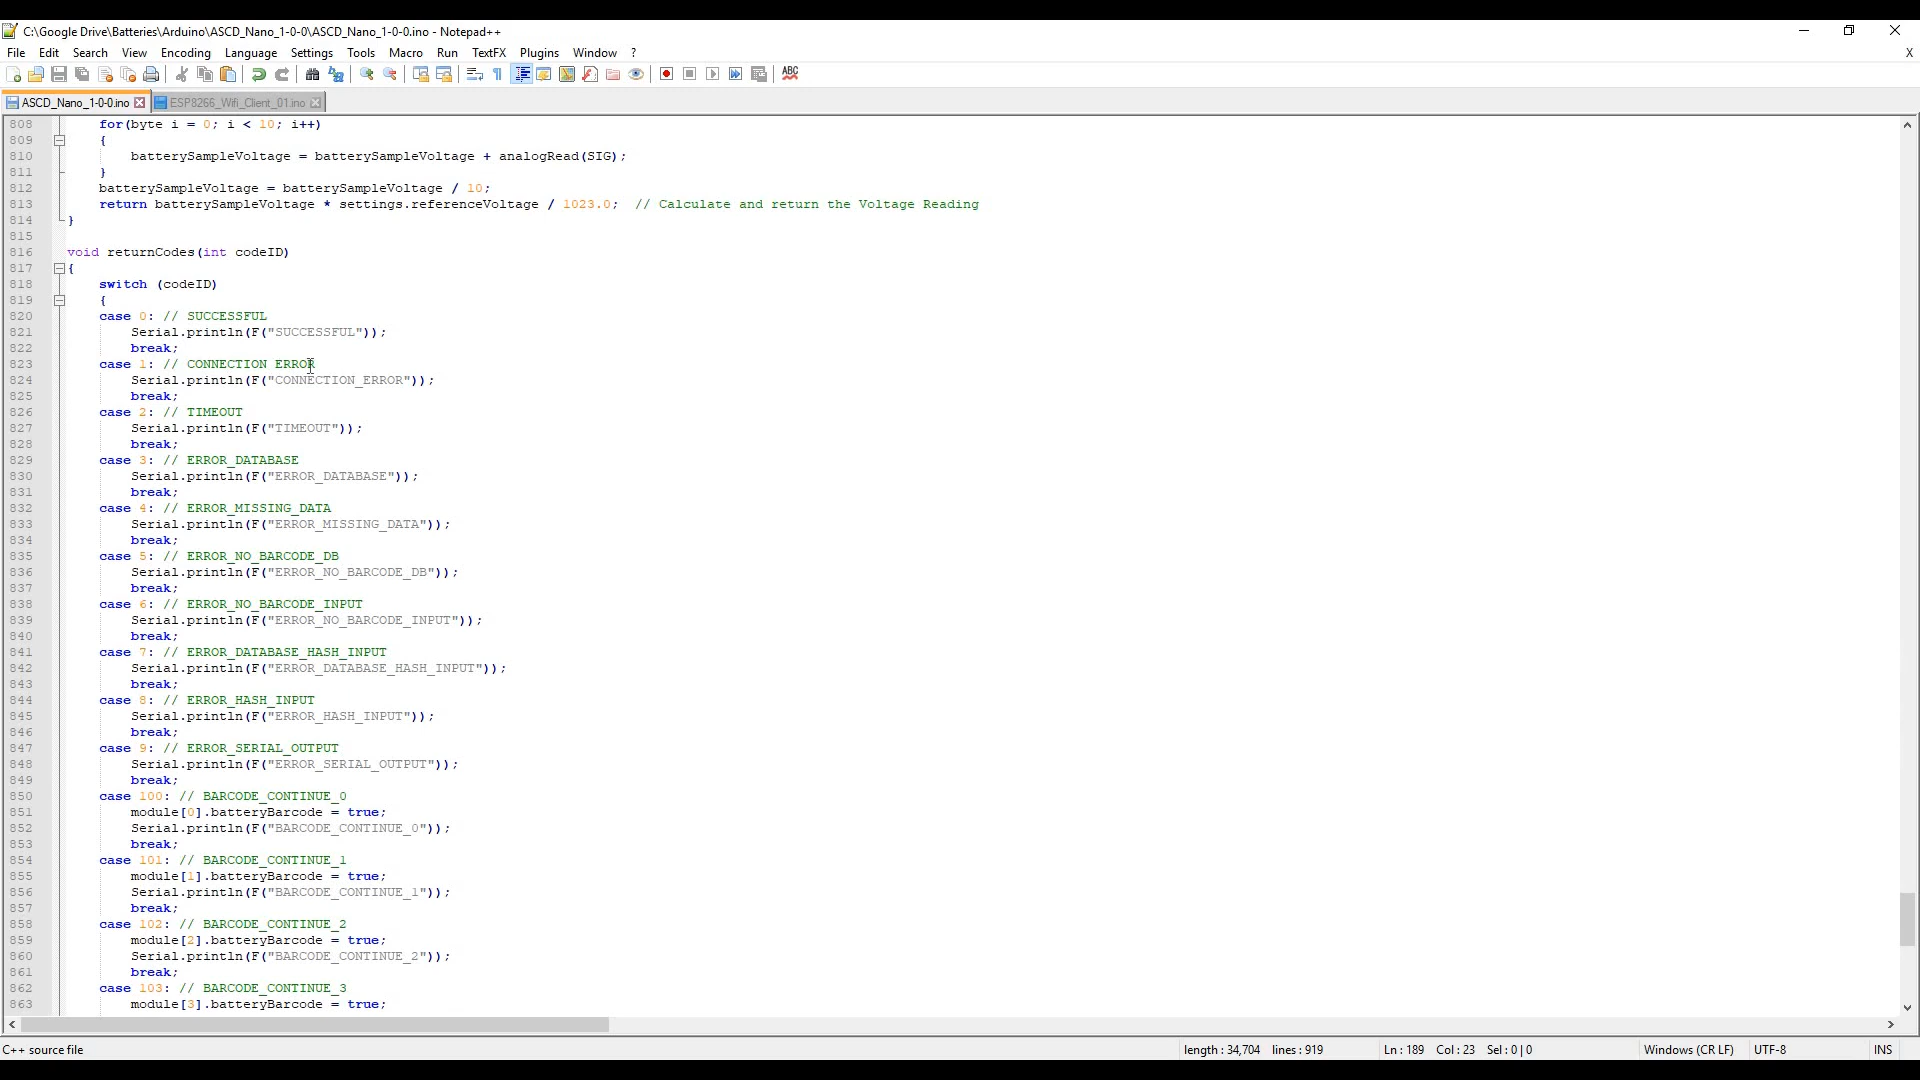 C:\Google Drive\Batteries\Arduino\ASCD_Nano_1-0-0\ASCD_Nano_1-0-0.ino - Notepad++
File Edit Search View Encoding Language Settings Tools Macro Run TextFX Plugins Window ?
X
ABC
ASCD_Nano_1-0-0.ino ESP8266_Wifi_Client_01.ino
808 for(byte i = 0; i < 10; i++)
809 {
810 batterySampleVoltage = batterySampleVoltage + analogRead(SIG);
811 }
812 batterySampleVoltage = batterySampleVoltage / 10;
813 return batterySampleVoltage * settings.referenceVoltage / 1023.0; // Calculate and return the Voltage Reading
814 }
815
816 void returnCodes(int codeID)
817 {
818 switch (codeID)
819 {
820 case 0: // SUCCESSFUL
821 Serial.println(F("SUCCESSFUL"));
822 break;
823 case 1: // CONNECTION ERROR
824 Serial.println(F("CONNECTION_ERROR"));
825 break;
826 case 2: // TIMEOUT
827 Serial.println(F("TIMEOUT"));
828 break;
829 case 3: // ERROR_DATABASE
830 Serial.println(F("ERROR_DATABASE"));
831 break;
832 case 4: // ERROR_MISSING_DATA
833 Serial.println(F("ERROR_MISSING_DATA"));
834 break;
835 case 5: // ERROR_NO_BARCODE_DB
836 Serial.println(F("ERROR_NO_BARCODE_DB"));
837 break;
838 case 6: // ERROR_NO_BARCODE_INPUT
839 Serial.println(F("ERROR_NO_BARCODE_INPUT"));
840 break;
841 case 7: // ERROR_DATABASE_HASH_INPUT
842 Serial.println(F("ERROR_DATABASE_HASH_INPUT"));
843 break;
844 case 8: // ERROR_HASH_INPUT
845 Serial.println(F("ERROR_HASH_INPUT"));
846 break;
847 case 9: // ERROR_SERIAL_OUTPUT
848 Serial.println(F("ERROR_SERIAL_OUTPUT"));
849 break;
850 case 100: // BARCODE_CONTINUE_0
851 module[0].batteryBarcode = true;
852 Serial.println(F("BARCODE_CONTINUE_0"));
853 break;
854 case 101: // BARCODE_CONTINUE_1
855 module[1].batteryBarcode = true;
856 Serial.println(F("BARCODE_CONTINUE_1"));
857 break;
858 case 102: // BARCODE_CONTINUE_2
859 module[2].batteryBarcode = true;
860 Serial.println(F("BARCODE_CONTINUE_2"));
861 break;
862 case 103: // BARCODE_CONTINUE_3
863 module[3].batteryBarcode = true;
C++ source file length : 34,704 lines : 919 Ln : 189 Col : 23 Sel : 0 | 0 Windows (CR LF) UTF-8 INS